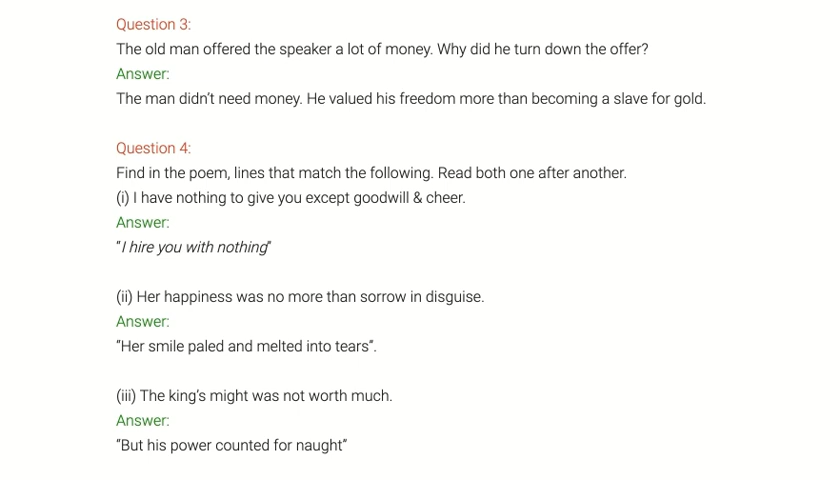 Question 3:
The old man offered the speaker a lot of money. Why did he turn down the offer?
Answer:
The man didn't need money. He valued his freedom more than becoming a slave for gold.
Question 4:
Find in the poem, lines that match the following. Read both one after another.
(i) I have nothing to give you except goodwill & cheer.
Answer:
“I hire you with nothing”
(ii) Her happiness was no more than sorrow in disguise.
Answer:
“Her smile paled and melted into tears“.
(iii) The king's might was not worth much.
Answer:
“But his power counted for naught”